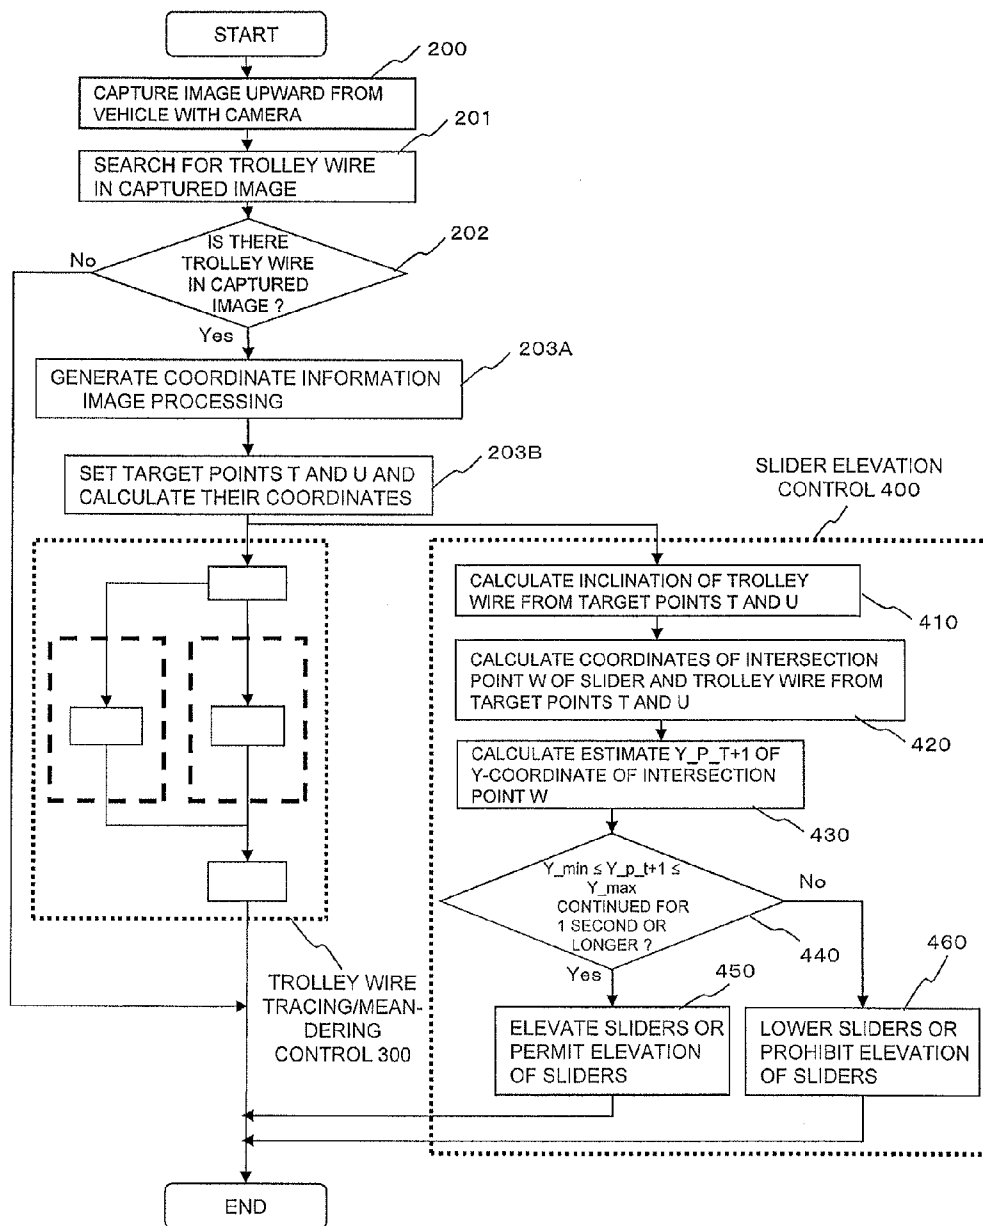 START
200
CAPTURE IMAGE UPWARD FROM
VEHICLE WITH CAMERA
201
SEARCH FOR TROLLEY WIRE
IN CAPTURED IMAGE
202
IS THERE
TROLLEY WIRE
IN CAPTURED
IMAGE ?
No
Yes
203A
GENERATE COORDINATE INFORMATION
IMAGE PROCESSING
203B
SET TARGET POINTS T AND U AND
CALCULATE THEIR COORDINATES
SLIDER ELEVATION
CONTROL 400
CALCULATE INCLINATION OF TROLLEY
WIRE FROM TARGET POINTS T AND U
410
CALCULATE COORDINATES OF INTERSECTION
POINT W OF SLIDER AND TROLLEY WIRE FROM
TARGET POINTS T AND U
420
CALCULATE ESTIMATE Y_P_T+1 OF
Y-COORDINATE OF INTERSECTION
POINT W
430
Y_min ≤ Y_p_t+1 ≤
Y_max
CONTINUED FOR
1 SECOND OR
LONGER ?
No
440
Yes
450
460
ELEVATE SLIDERS OR
PERMIT ELEVATION
OF SLIDERS
LOWER SLIDERS OR
PROHIBIT ELEVATION
OF SLIDERS
TROLLEY WIRE
TRACING/MEAN-
DERING
CONTROL 300
END